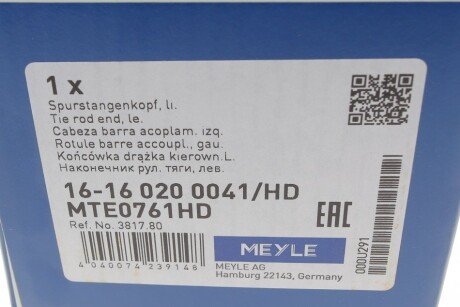 1 x
Spurstangenkopf, li.
Tie rod end, le.
Cabeza barra acoplam. izq.
Rotule barre accoupl., gau.
Końcówka drążka kierown.L.
Наконечник рул. тяги, лев.
16-16 020 0041/HD
MTE0761HD
Ref. No. 3817.80
EAC
MEYLE
4 040074 239148
MEYLE AG
Hamburg 22143, Germany
000U291